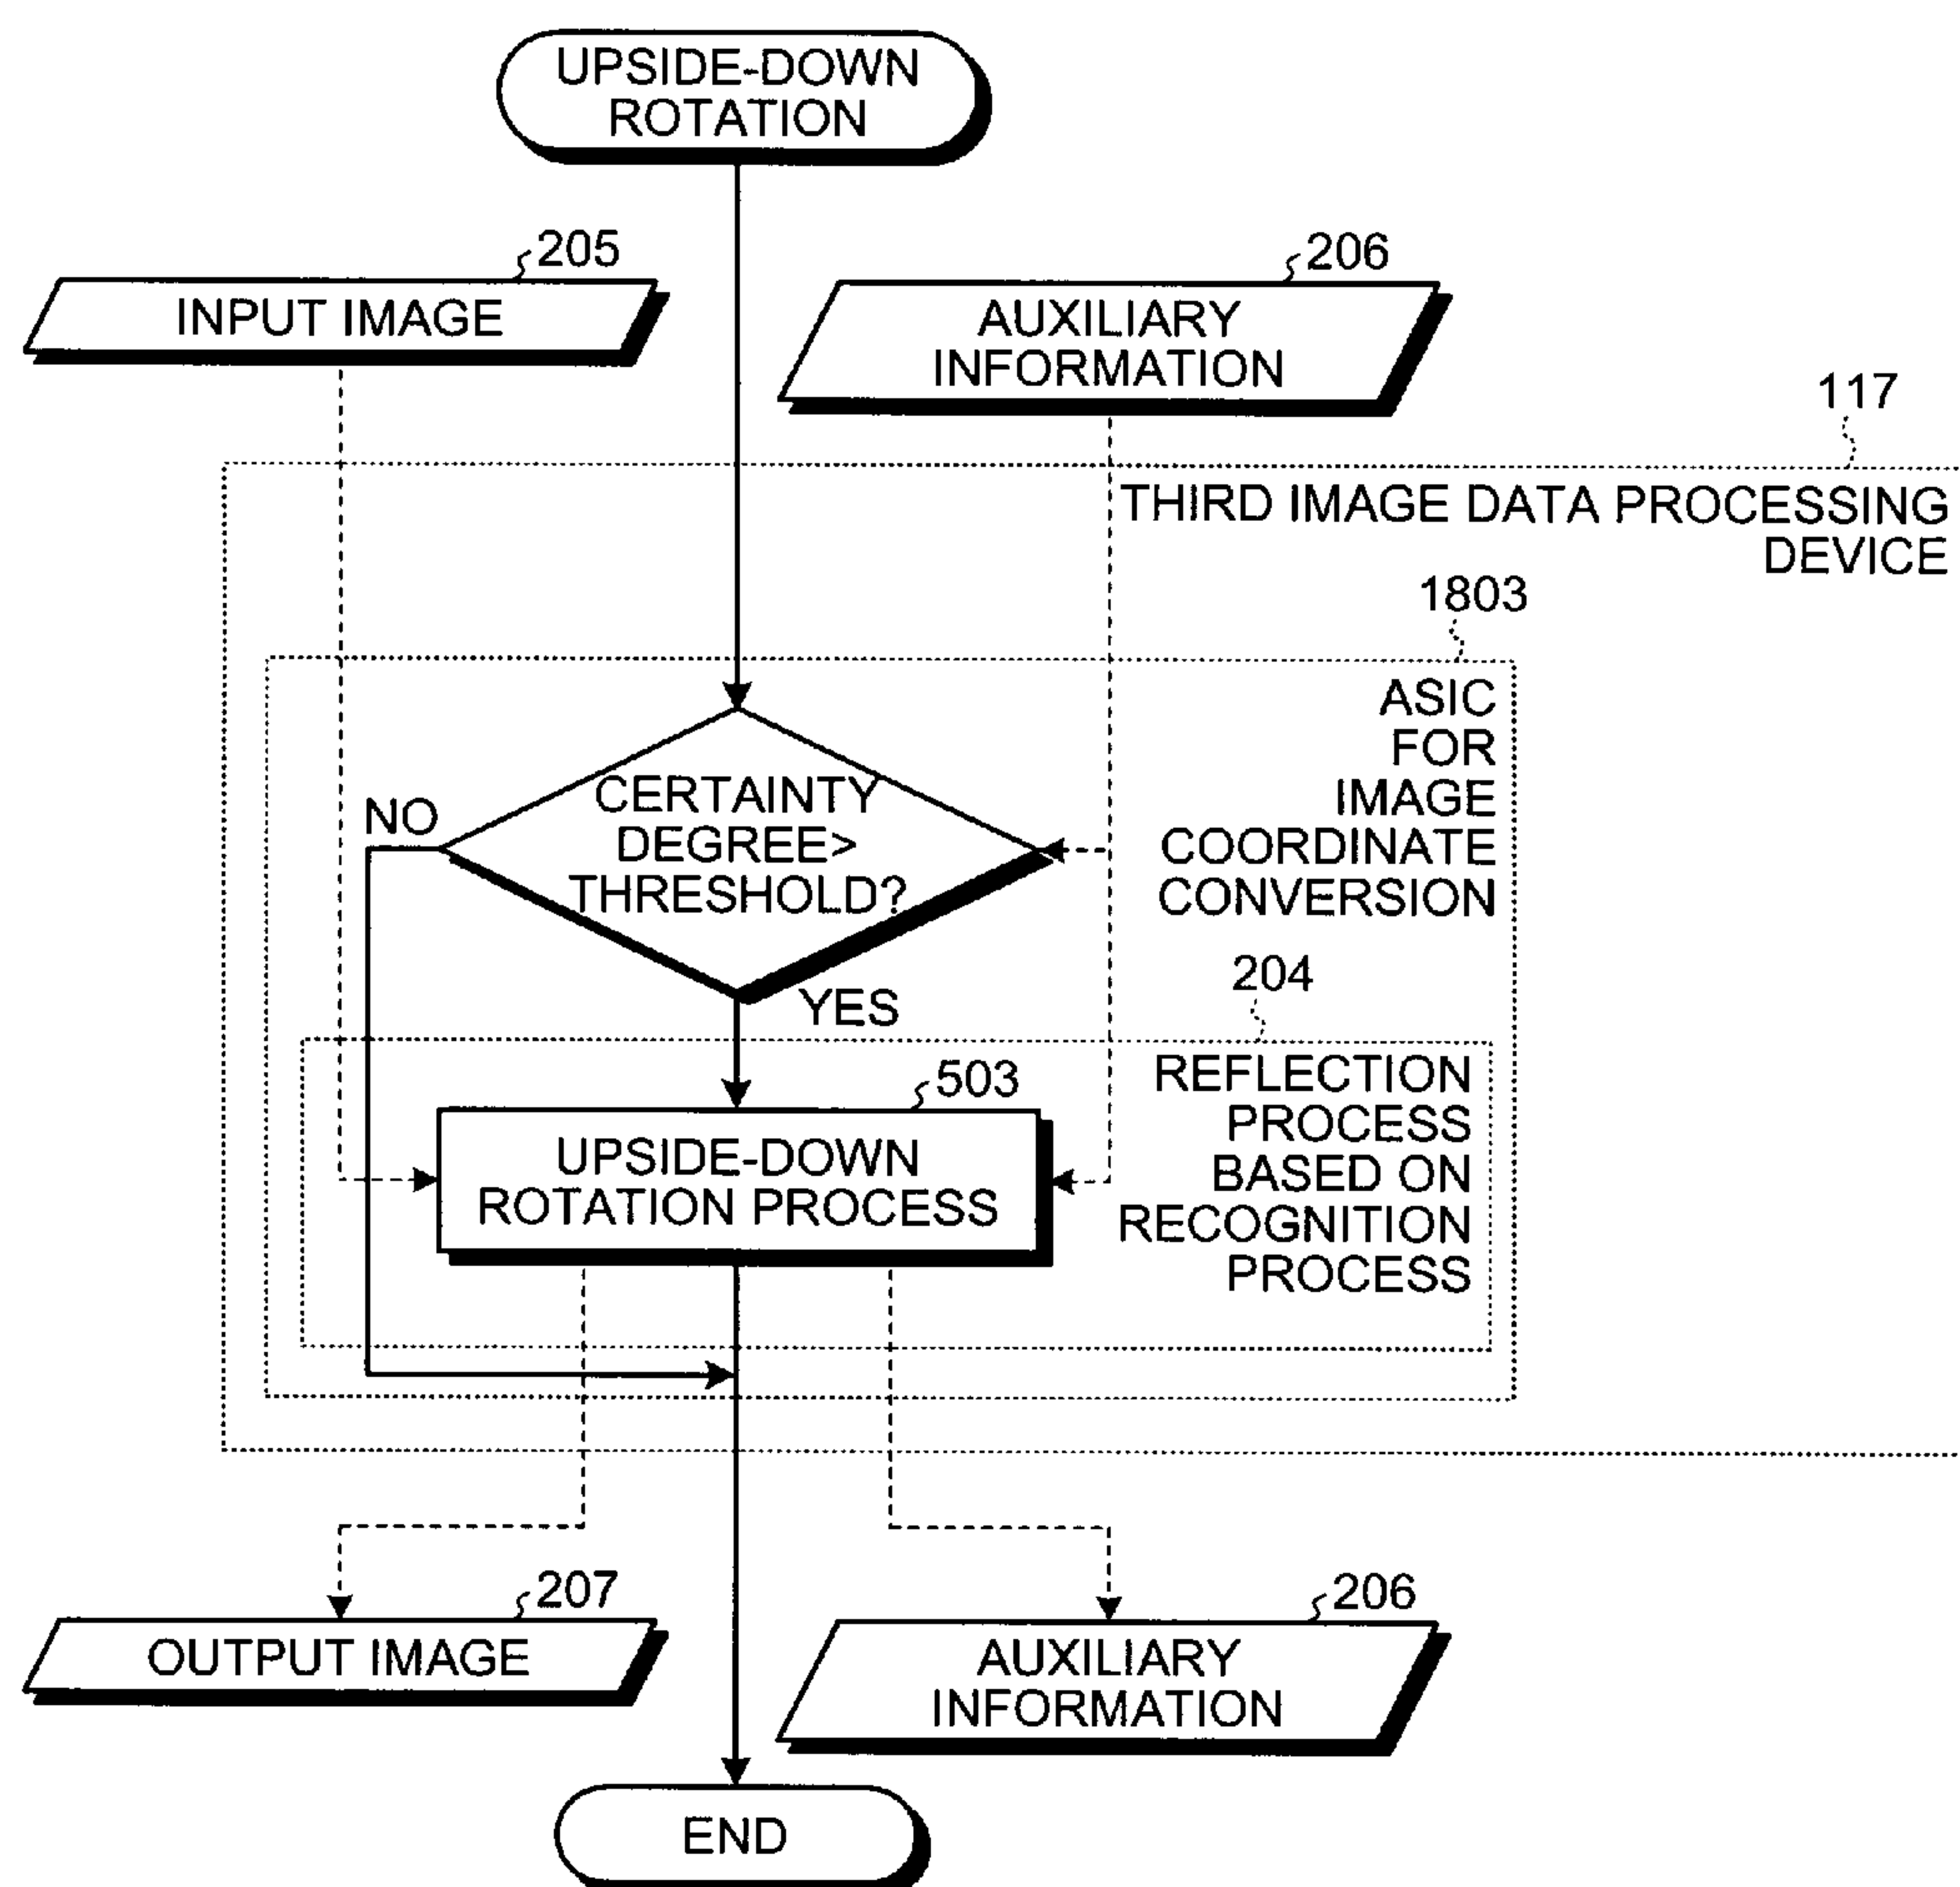 UPSIDE-DOWN
ROTATION
205
INPUT IMAGE
206
AUXILIARY
INFORMATION
117
THIRD IMAGE DATA PROCESSING
DEVICE
1803
ASIC
FOR
IMAGE
COORDINATE
CONVERSION
CERTAINTY
DEGREE>
THRESHOLD?
NO
YES
204
REFLECTION
PROCESS
BASED ON
RECOGNITION
PROCESS
503
UPSIDE-DOWN
ROTATION PROCESS
207
OUTPUT IMAGE
206
AUXILIARY
INFORMATION
END